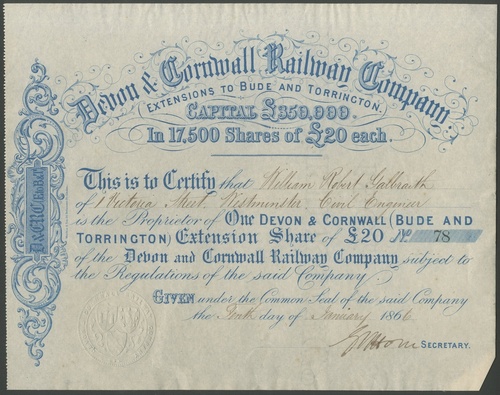 Devon & Cornwall Railway Company
EXTENSIONS TO BUDE AND TORRINGTON.
CAPITAL £350,000.
In 17,500 Shares of £20 each.
This is to Certify that William Robert Galbraith
of 1 Victoria Street, Westminster, Civil Engineer
is the Proprietor of ONE DEVON & CORNWALL (BUDE AND
TORRINGTON) Extension Share of £20 No. 78
of the Devon and Cornwall Railway Company subject to
the Regulations of the said Company
GIVEN under the Common Seal of the said Company
the Tenth day of January 1866
SECRETARY.